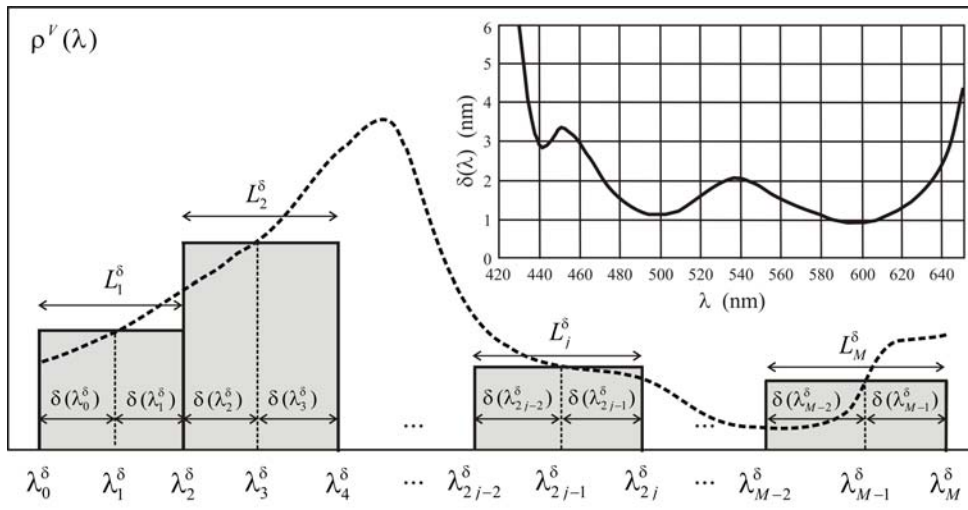 ρ^V(λ)
δ(λ) (nm)
6
5
4
3
2
1
0
420 440 460 480 500 520 540 560 580 600 620 640
λ (nm)
L_1^δ
L_2^δ
L_j^δ
L_M^δ
δ(λ_0^δ) δ(λ_1^δ) δ(λ_2^δ) δ(λ_3^δ) δ(λ_{2j-2}^δ) δ(λ_{2j-1}^δ) δ(λ_{M-2}^δ) δ(λ_{M-1}^δ)
... ...
λ_0^δ λ_1^δ λ_2^δ λ_3^δ λ_4^δ ... λ_{2j-2}^δ λ_{2j-1}^δ λ_{2j}^δ ... λ_{M-2}^δ λ_{M-1}^δ λ_M^δ